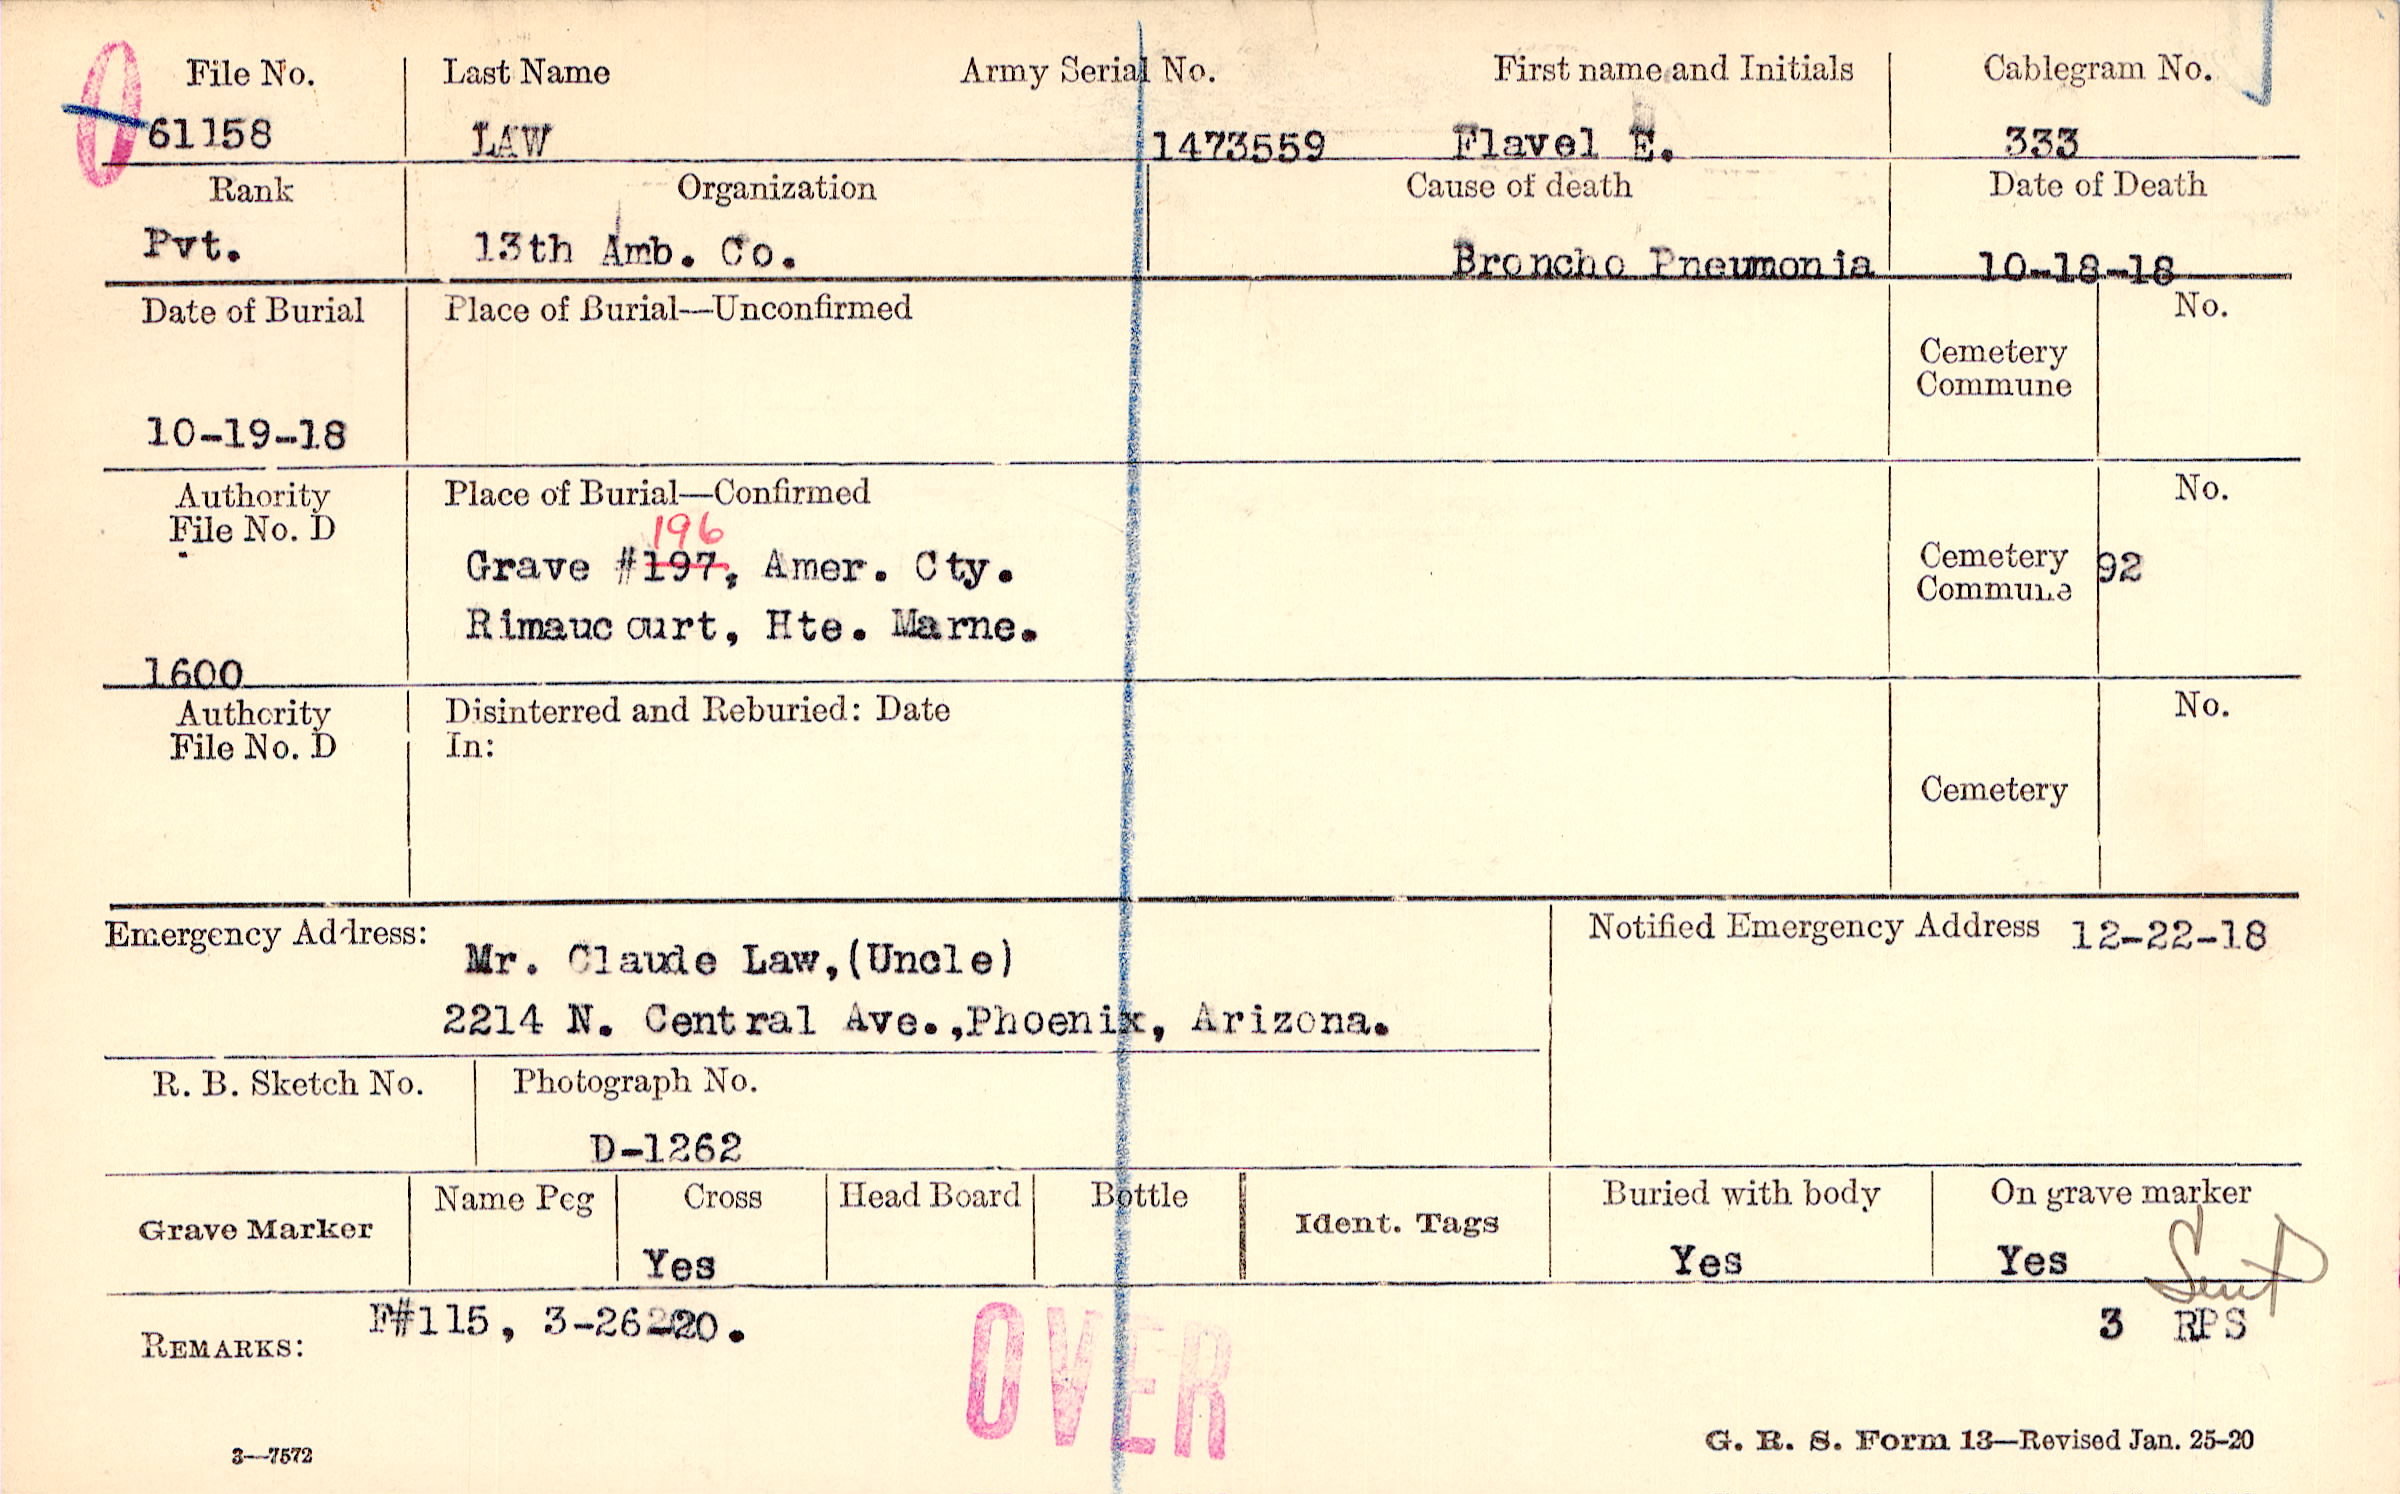 File No. Last Name Army Serial No. First name and Initials Cablegram No.
61158 LAW 1473559 Flavel E. 333
Rank Organization Cause of death Date of Death
Pvt. 13th Amb. Co. Broncho Pneumonia 10-18-18
Date of Burial Place of Burial—Unconfirmed No.
Cemetery
Commune
10-19-18
Authority Place of Burial—Confirmed No.
File No. D
196
Grave #197, Amer. Cty. Cemetery 92
Commune
Rimaucourt, Hte. Marne.
1600
Authority Disinterred and Reburied: Date No.
File No. D In:
Cemetery
Emergency Address: Notified Emergency Address 12-22-18
Mr. Claude Law,(Uncle)
2214 N. Central Ave.,Phoenix, Arizona.
R. B. Sketch No. Photograph No.
D-1262
Grave Marker Name Peg Cross Head Board Bottle Ident. Tags Buried with body On grave marker
Yes Yes Yes
Sent
F#115, 3-26-20. 3 RPS
REMARKS:
OVER
3—7572 G. R. S. Form 13—Revised Jan. 25-20